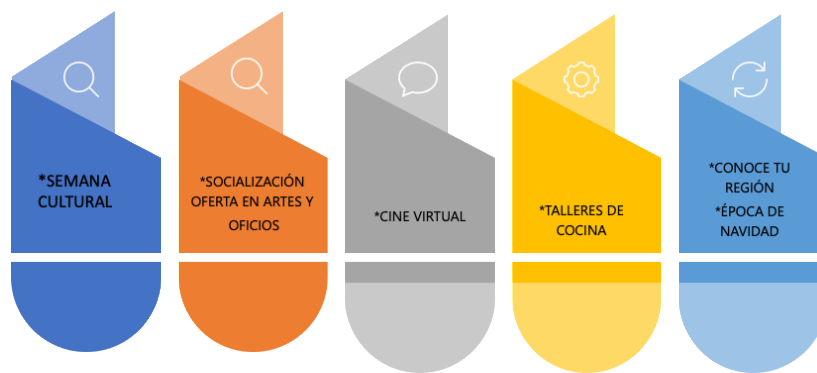 *SEMANA
CULTURAL
*SOCIALIZACIÓN
OFERTA EN ARTES Y
OFICIOS
*CINE VIRTUAL
*TALLERES DE
COCINA
*CONOCE TU
REGIÓN
*ÉPOCA DE
NAVIDAD